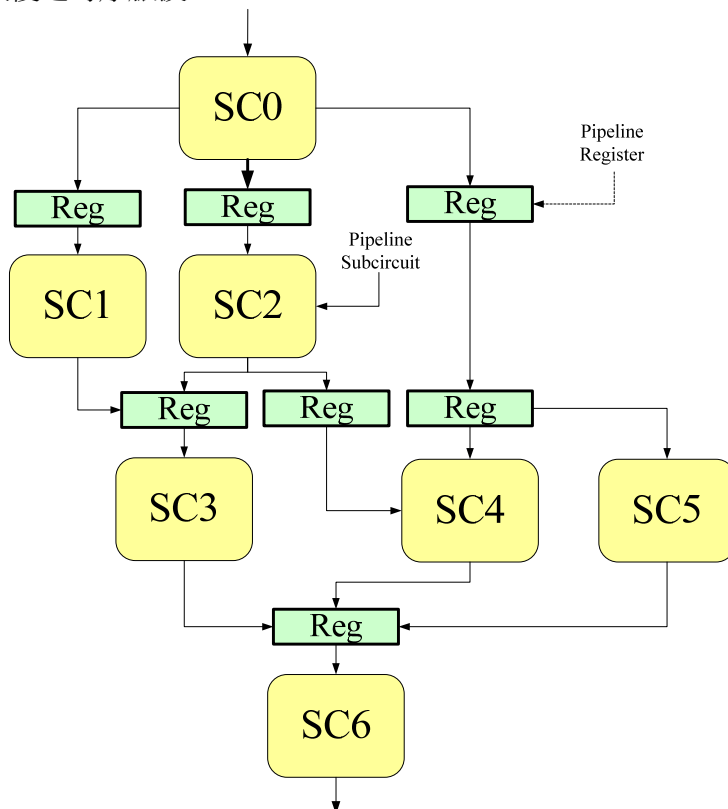 SC0
Pipeline
Register
Reg
Reg
Reg
Pipeline
Subcircuit
SC1
SC2
Reg
Reg
Reg
SC3
SC4
SC5
Reg
SC6